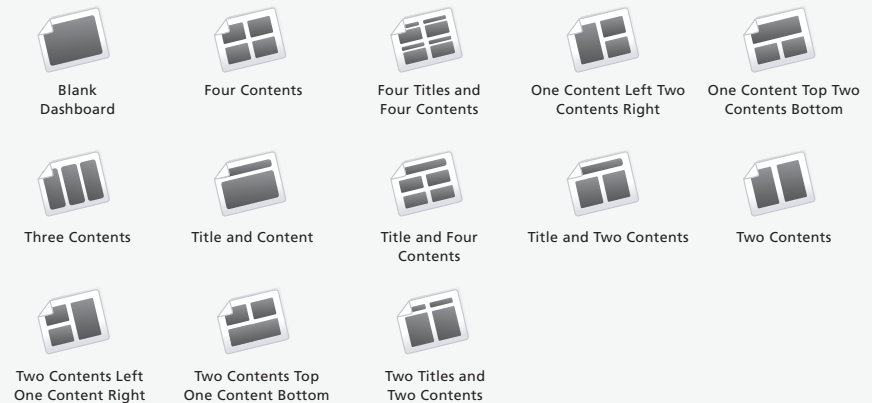 Blank
Dashboard
Four Contents
Four Titles and
Four Contents
One Content Left Two
Contents Right
One Content Top Two
Contents Bottom
Three Contents
Title and Content
Title and Four
Contents
Title and Two Contents
Two Contents
Two Contents Left
One Content Right
Two Contents Top
One Content Bottom
Two Titles and
Two Contents